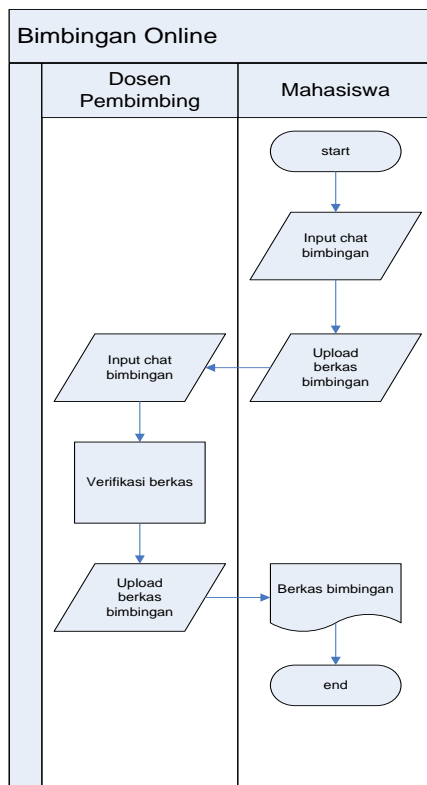 Bimbingan Online
Dosen
Pembimbing
Mahasiswa
start
Input chat
bimbingan
Upload
berkas
bimbingan
Input chat
bimbingan
Verifikasi berkas
Upload
berkas
bimbingan
Berkas bimbingan
end